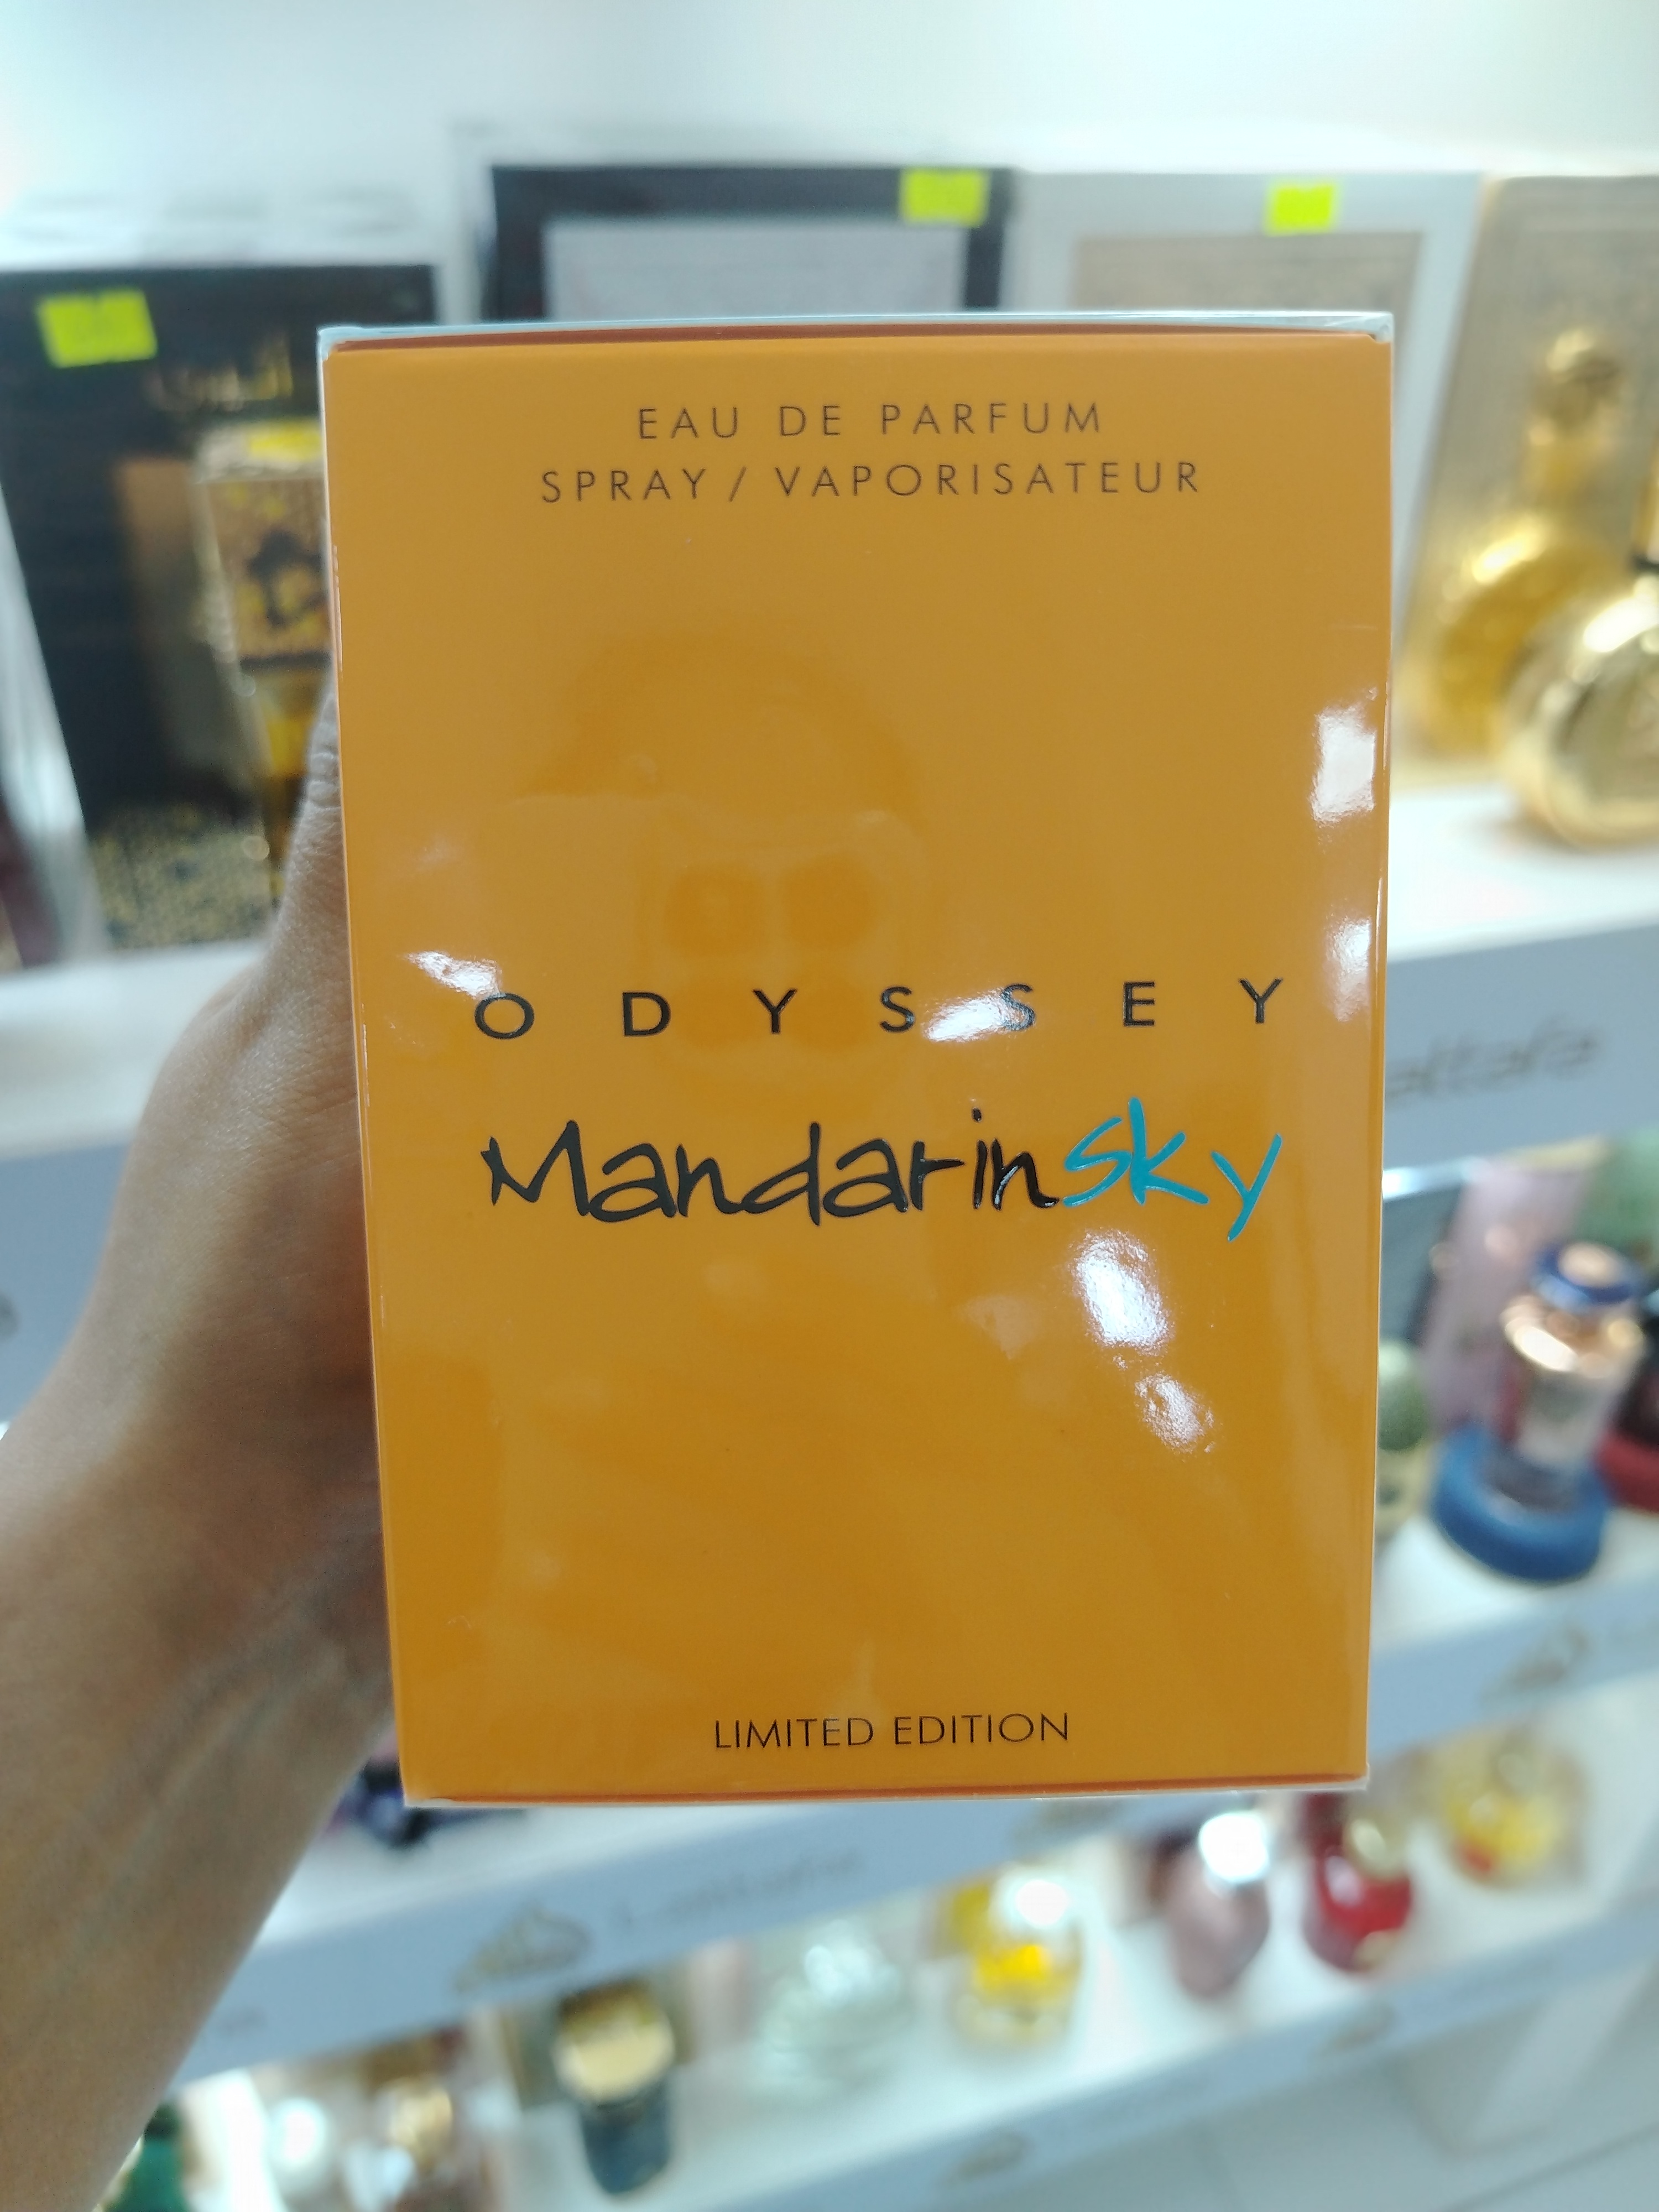 EAU DE PARFUM
SPRAY / VAPORISATEUR
ODYSSEY
Mandarinsky
LIMITED EDITION